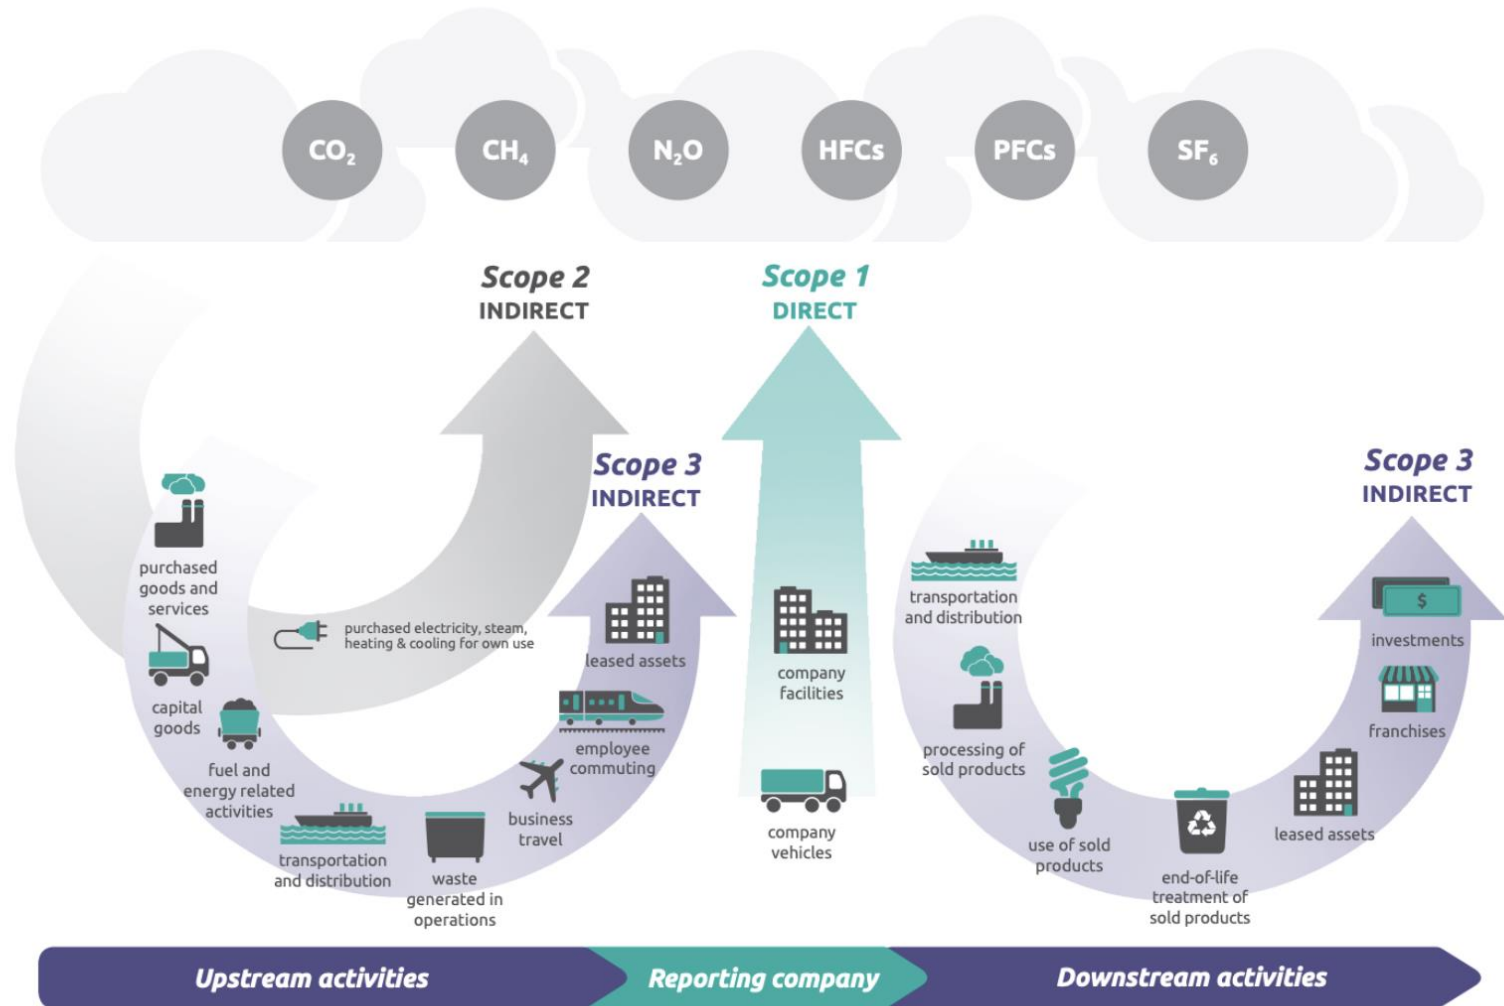 CO₂
CH₄
N₂O
HFCs
PFCs
SF₆
Scope 2
INDIRECT
Scope 1
DIRECT
Scope 3
INDIRECT
Scope 3
INDIRECT
purchased
goods and
services
capital
goods
fuel and
energy related
activities
transportation
and distribution
waste
generated in
operations
business
travel
employee
commuting
leased assets
purchased electricity, steam,
heating & cooling for own use
company
facilities
company
vehicles
transportation
and distribution
processing of
sold products
use of sold
products
end-of-life
treatment of
sold products
leased assets
franchises
investments
$
Upstream activities
Reporting company
Downstream activities